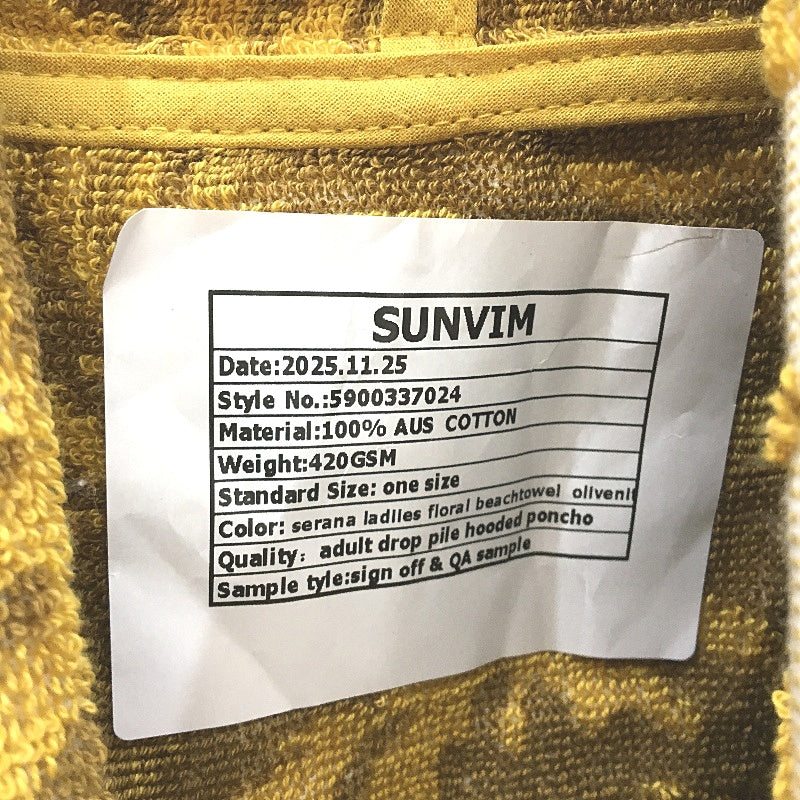 SUNVIM
Date:2025.11.25
Style No.:5900337024
Material:100% AUS COTTON
Weight:420GSM
Standard Size: one size
Color: serana ladiles floral beachtowel olivenit
Quality: adult drop pile hooded poncho
Sample tyle:sign off & QA sample